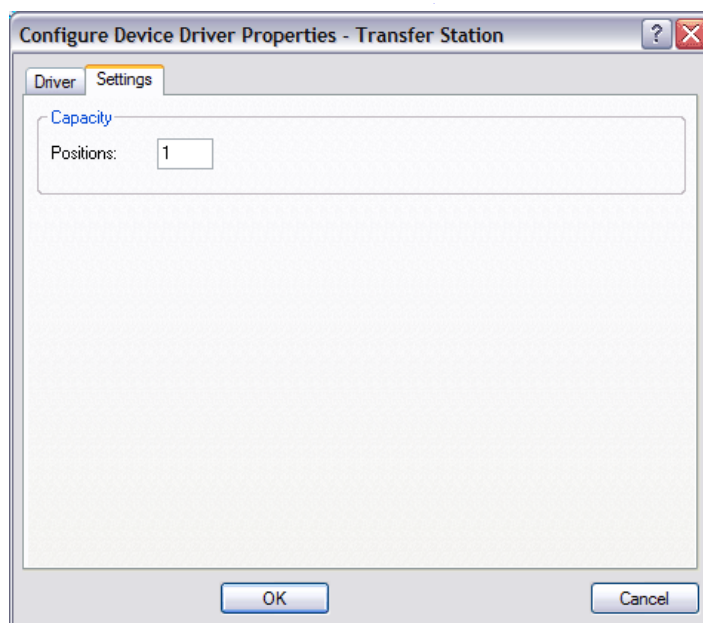 Configure Device Driver Properties - Transfer Station ?
Driver Settings
Capacity
Positions: 1
OK Cancel